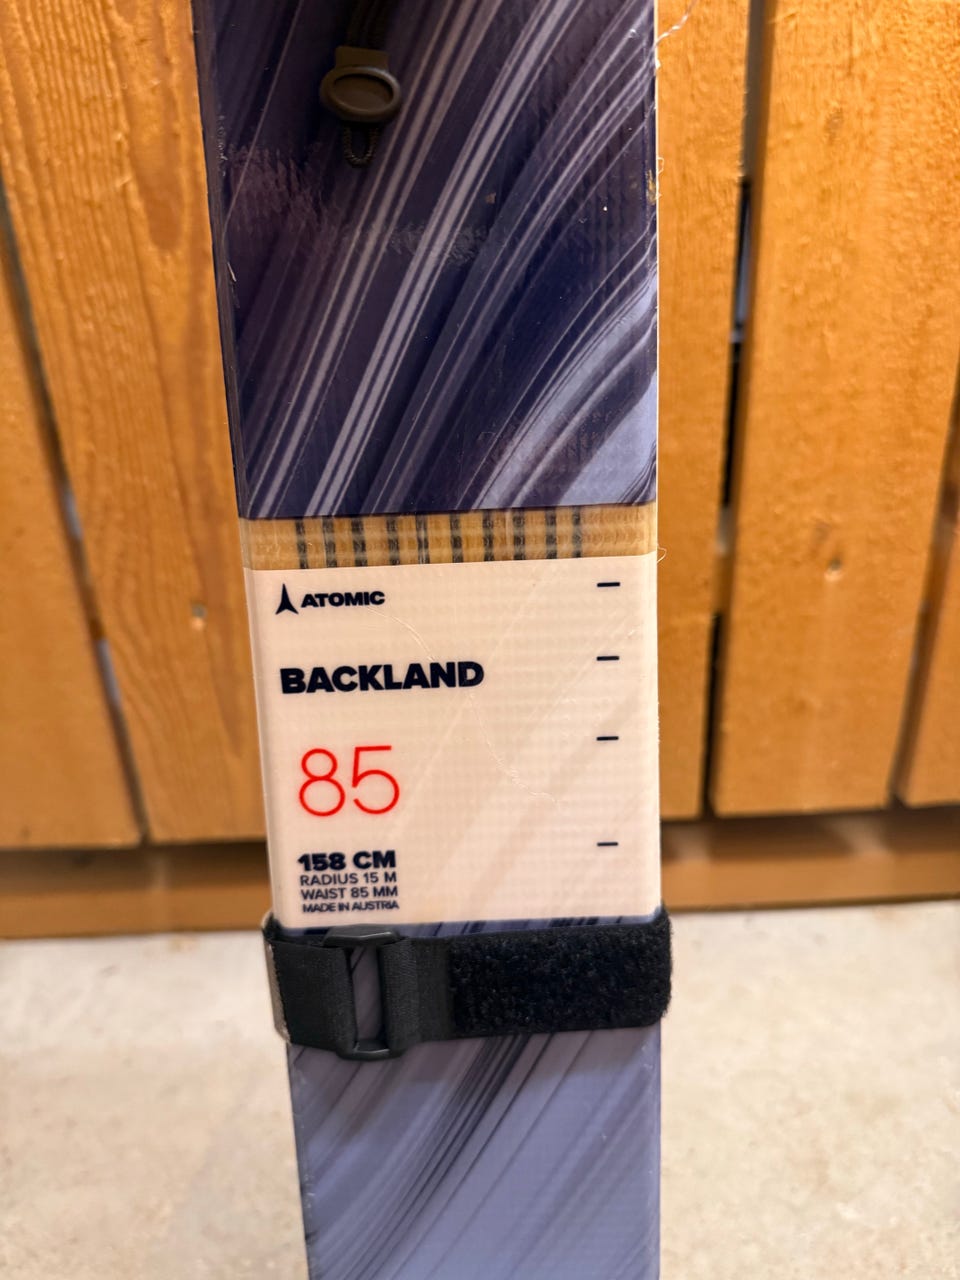 ATOMIC
BACKLAND
85
158 CM
RADIUS 15 M
WAIST 85 MM
MADE IN AUSTRIA